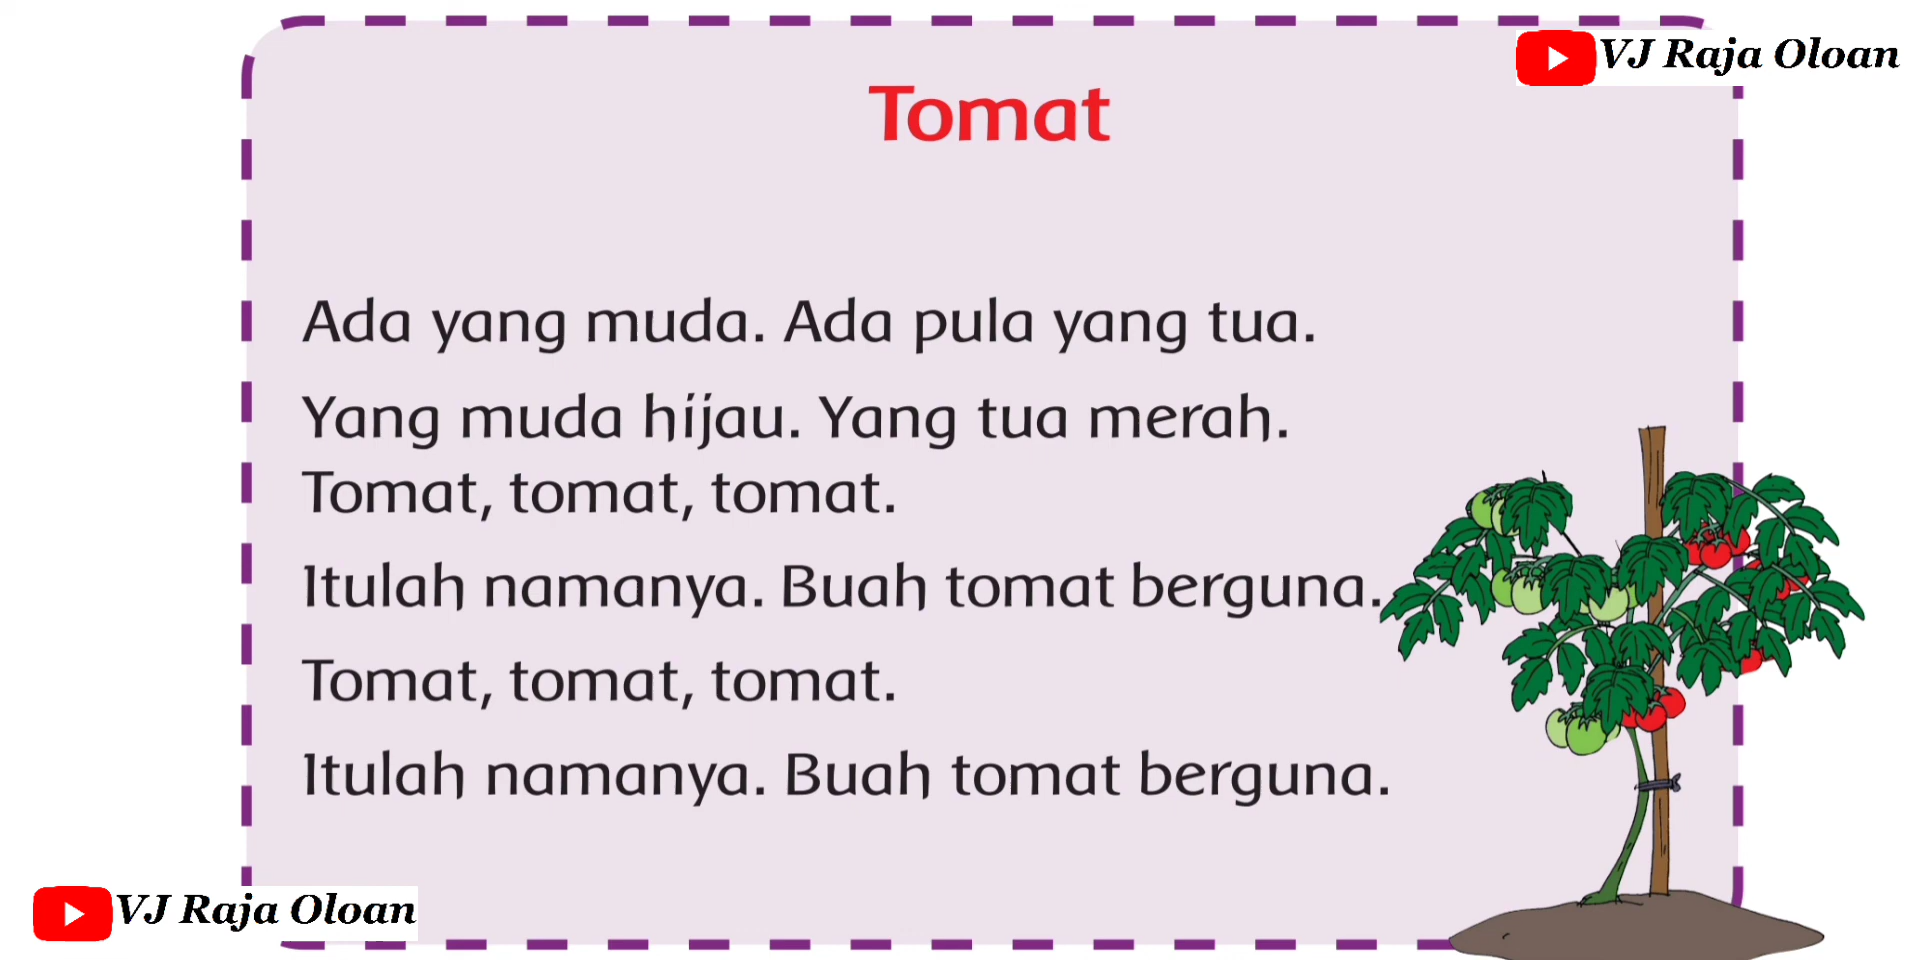 VJ Raja Oloan
Tomat
Ada yang muda. Ada pula yang tua.
Yang muda hijau. Yang tua merah.
Tomat, tomat, tomat.
Itulah namanya. Buah tomat berguna.
Tomat, tomat, tomat.
Itulah namanya. Buah tomat berguna.
VJ Raja Oloan